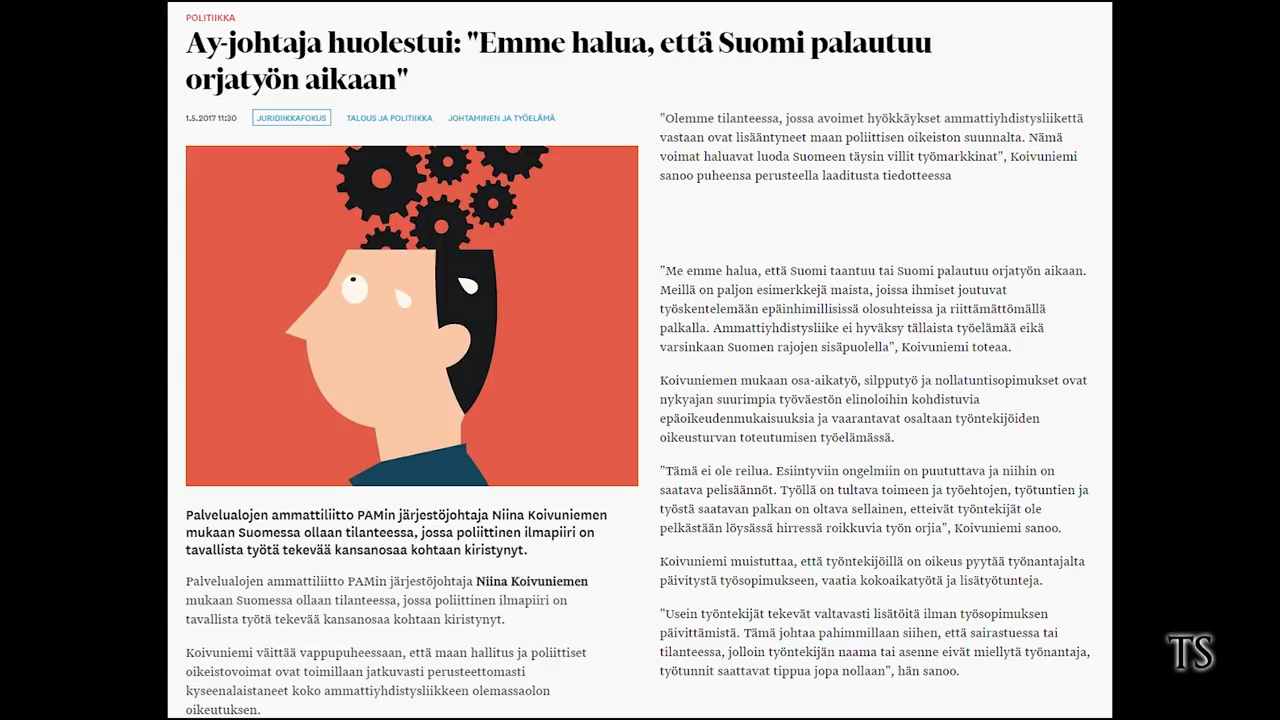 POLITIIKKA
Ay-johtaja huolestui: "Emme halua, että Suomi palautuu
orjatyön aikaan"
1.5.2017 11:30 JURIDIIKKAFOKUS TALOUS JA POLITIIKKA JOHTAMINEN JA TYÖELÄMÄ
Palvelualojen ammattiliitto PAMin järjestöjohtaja Niina Koivuniemen
mukaan Suomessa ollaan tilanteessa, jossa poliittinen ilmapiiri on
tavallista työtä tekevää kansanosaa kohtaan kiristynyt.
Palvelualojen ammattiliitto PAMin järjestöjohtaja Niina Koivuniemen
mukaan Suomessa ollaan tilanteessa, jossa poliittinen ilmapiiri on
tavallista työtä tekevää kansanosaa kohtaan kiristynyt.
Koivuniemi väittää vappupuheessaan, että maan hallitus ja poliittiset
oikeistovoimat ovat toimillaan jatkuvasti perusteettomasti
kyseenalaistaneet koko ammattiyhdistysliikkeen olemassaolon
oikeutuksen.
"Olemme tilanteessa, jossa avoimet hyökkäykset ammattiyhdistysliikettä
vastaan ovat lisääntyneet maan poliittisen oikeiston suunnalta. Nämä
voimat haluavat luoda Suomeen täysin villit työmarkkinat", Koivuniemi
sanoo puheensa perusteella laaditusta tiedotteessa
"Me emme halua, että Suomi taantuu tai Suomi palautuu orjatyön aikaan.
Meillä on paljon esimerkkejä maista, joissa ihmiset joutuvat
työskentelemään epäinhimillisissä olosuhteissa ja riittämättömällä
palkalla. Ammattiyhdistysliike ei hyväksy tällaista työelämää eikä
varsinkaan Suomen rajojen sisäpuolella", Koivuniemi toteaa.
Koivuniemen mukaan osa-aikatyö, silpputyö ja nollatuntisopimukset ovat
nykyajan suurimpia työväestön elinoloihin kohdistuvia
epäoikeudenmukaisuuksia ja vaarantavat osaltaan työntekijöiden
oikeusturvan toteutumisen työelämässä.
"Tämä ei ole reilua. Esiintyviin ongelmiin on puututtava ja niihin on
saatava pelisäännöt. Työllä on tultava toimeen ja työehtojen, työtuntien ja
työstä saatavan palkan on oltava sellainen, etteivät työntekijät ole
pelkästään löysässä hirressä roikkuvia työn orjia", Koivuniemi sanoo.
Koivuniemi muistuttaa, että työntekijöillä on oikeus pyytää työnantajalta
päivitystä työsopimukseen, vaatia kokoaikatyötä ja lisätyötunteja.
"Usein työntekijät tekevät valtavasti lisätöitä ilman työsopimuksen
päivittämistä. Tämä johtaa pahimmillaan siihen, että sairastuessa tai
tilanteessa, jolloin työntekijän naama tai asenne eivät miellytä työnantaja,
työtunnit saattavat tippua jopa nollaan", hän sanoo.
TS